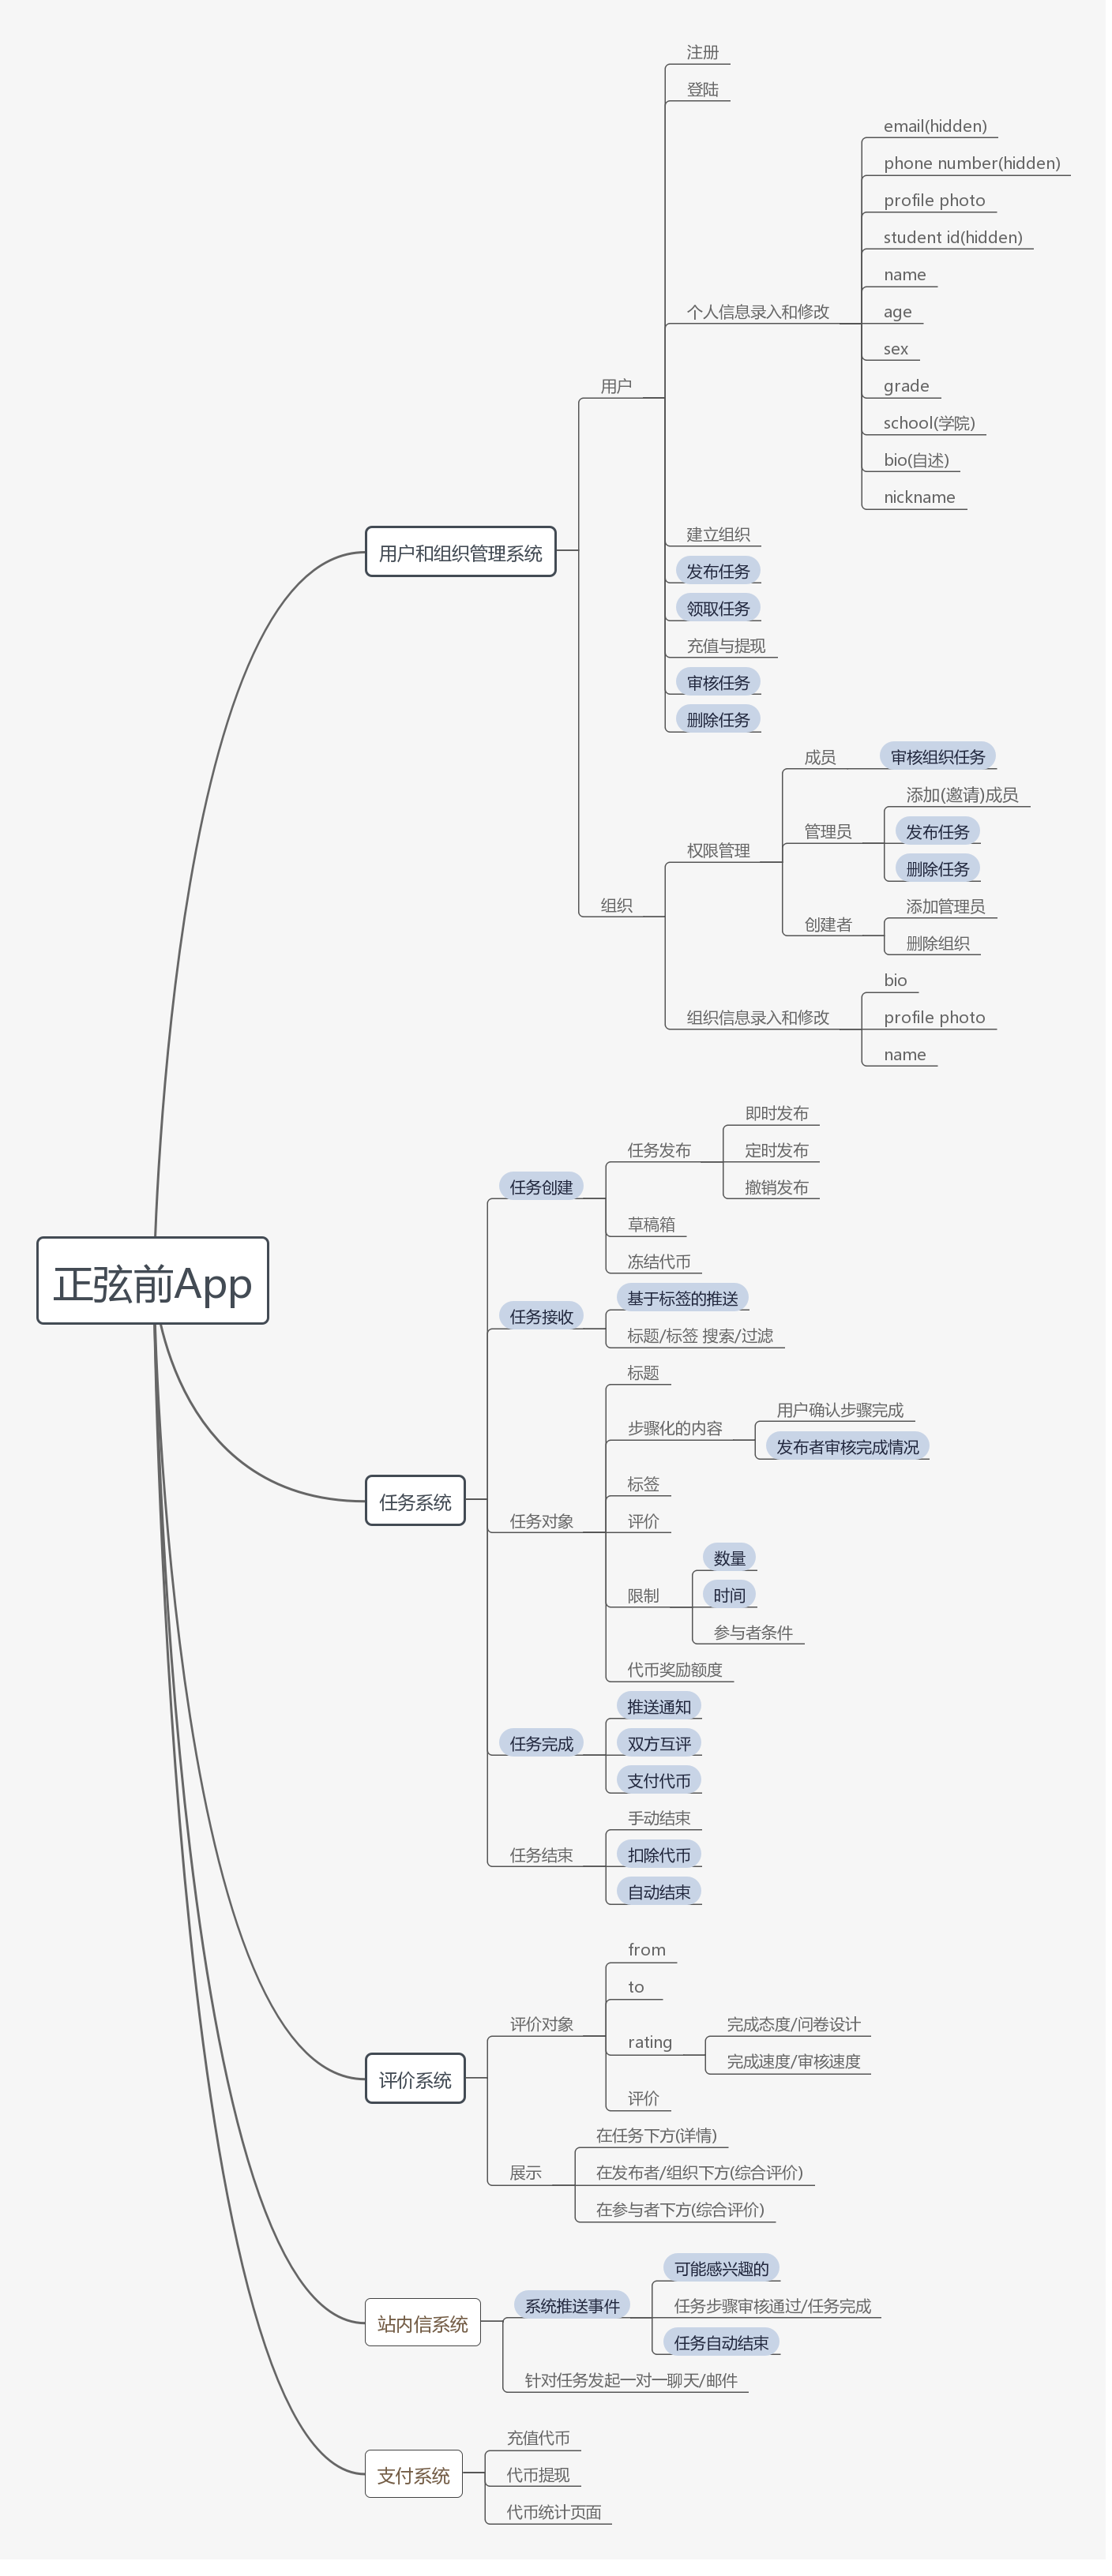 正弦前App
用户和组织管理系统
用户
注册
登陆
个人信息录入和修改
email(hidden)
phone number(hidden)
profile photo
student id(hidden)
name
age
sex
grade
school(学院)
bio(自述)
nickname
建立组织
发布任务
领取任务
充值与提现
审核任务
删除任务
组织
权限管理
成员
审核组织任务
管理员
添加(邀请)成员
发布任务
删除任务
创建者
添加管理员
删除组织
组织信息录入和修改
bio
profile photo
name
任务系统
任务创建
任务发布
即时发布
定时发布
撤销发布
草稿箱
冻结代币
任务接收
基于标签的推送
标题/标签 搜索/过滤
任务对象
标题
步骤化的内容
用户确认步骤完成
发布者审核完成情况
标签
评价
限制
数量
时间
参与者条件
代币奖励额度
任务完成
推送通知
双方互评
支付代币
任务结束
手动结束
扣除代币
自动结束
评价系统
评价对象
from
to
rating
完成态度/问卷设计
完成速度/审核速度
评价
展示
在任务下方(详情)
在发布者/组织下方(综合评价)
在参与者下方(综合评价)
站内信系统
系统推送事件
可能感兴趣的
任务步骤审核通过/任务完成
任务自动结束
针对任务发起一对一聊天/邮件
支付系统
充值代币
代币提现
代币统计页面